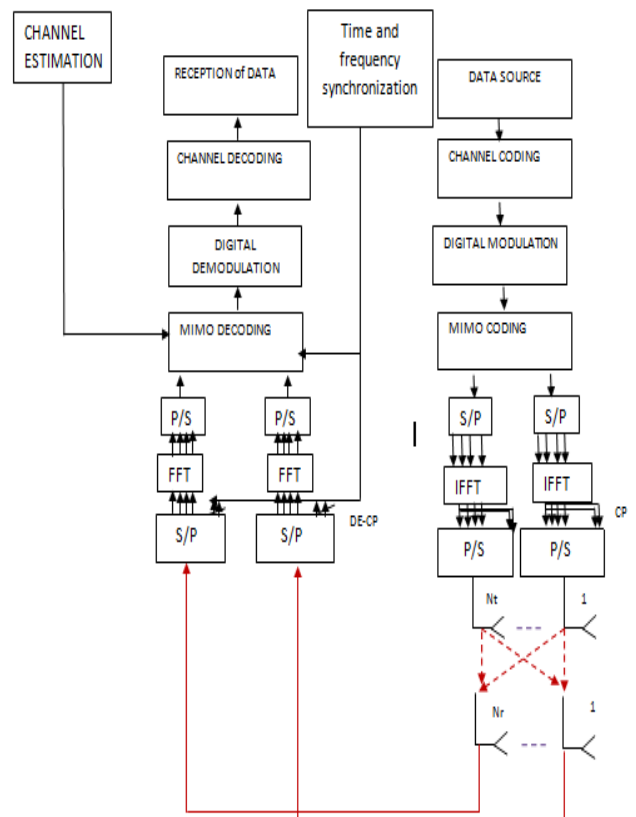 CHANNEL
ESTIMATION
RECEPTION of DATA
Time and
frequency
synchronization
DATA SOURCE
CHANNEL DECODING
CHANNEL CODING
DIGITAL
DEMODULATION
DIGITAL MODULATION
MIMO DECODING
MIMO CODING
P/S
P/S
S/P
S/P
FFT
FFT
IFFT
IFFT
DE-CP
CP
S/P
S/P
P/S
P/S
Nt
1
Nr
1